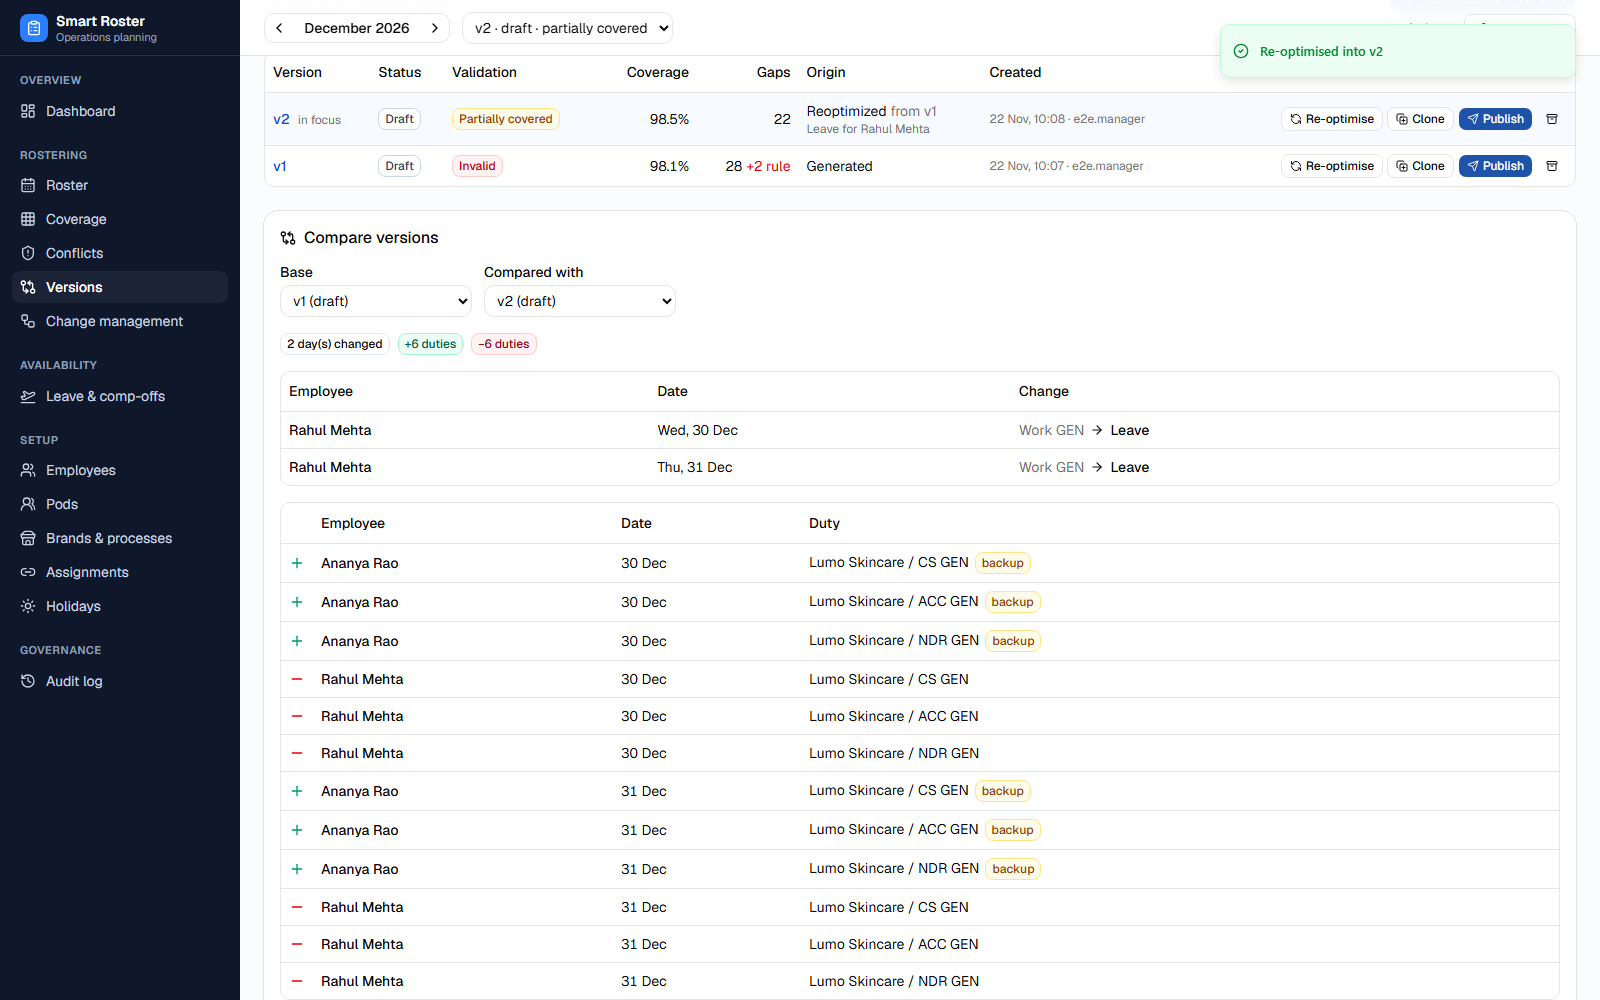 Smart Roster
Operations planning
OVERVIEW
Dashboard
ROSTERING
Roster
Coverage
Conflicts
Versions
Change management
AVAILABILITY
Leave & comp-offs
SETUP
Employees
Pods
Brands & processes
Assignments
Holidays
GOVERNANCE
Audit log
December 2026
v2 · draft · partially covered
Re-optimised into v2
Version Status Validation Coverage Gaps Origin Created
v2 in focus Draft Partially covered 98.5% 22 Reoptimized from v1 22 Nov, 10:08 · e2e.manager Re-optimise Clone Publish
Leave for Rahul Mehta
v1 Draft Invalid 98.1% 28 +2 rule Generated 22 Nov, 10:07 · e2e.manager Re-optimise Clone Publish
Compare versions
Base Compared with
v1 (draft) v2 (draft)
2 day(s) changed +6 duties −6 duties
Employee Date Change
Rahul Mehta Wed, 30 Dec Work GEN → Leave
Rahul Mehta Thu, 31 Dec Work GEN → Leave
Employee Date Duty
+ Ananya Rao 30 Dec Lumo Skincare / CS GEN backup
+ Ananya Rao 30 Dec Lumo Skincare / ACC GEN backup
+ Ananya Rao 30 Dec Lumo Skincare / NDR GEN backup
− Rahul Mehta 30 Dec Lumo Skincare / CS GEN
− Rahul Mehta 30 Dec Lumo Skincare / ACC GEN
− Rahul Mehta 30 Dec Lumo Skincare / NDR GEN
+ Ananya Rao 31 Dec Lumo Skincare / CS GEN backup
+ Ananya Rao 31 Dec Lumo Skincare / ACC GEN backup
+ Ananya Rao 31 Dec Lumo Skincare / NDR GEN backup
− Rahul Mehta 31 Dec Lumo Skincare / CS GEN
− Rahul Mehta 31 Dec Lumo Skincare / ACC GEN
− Rahul Mehta 31 Dec Lumo Skincare / NDR GEN